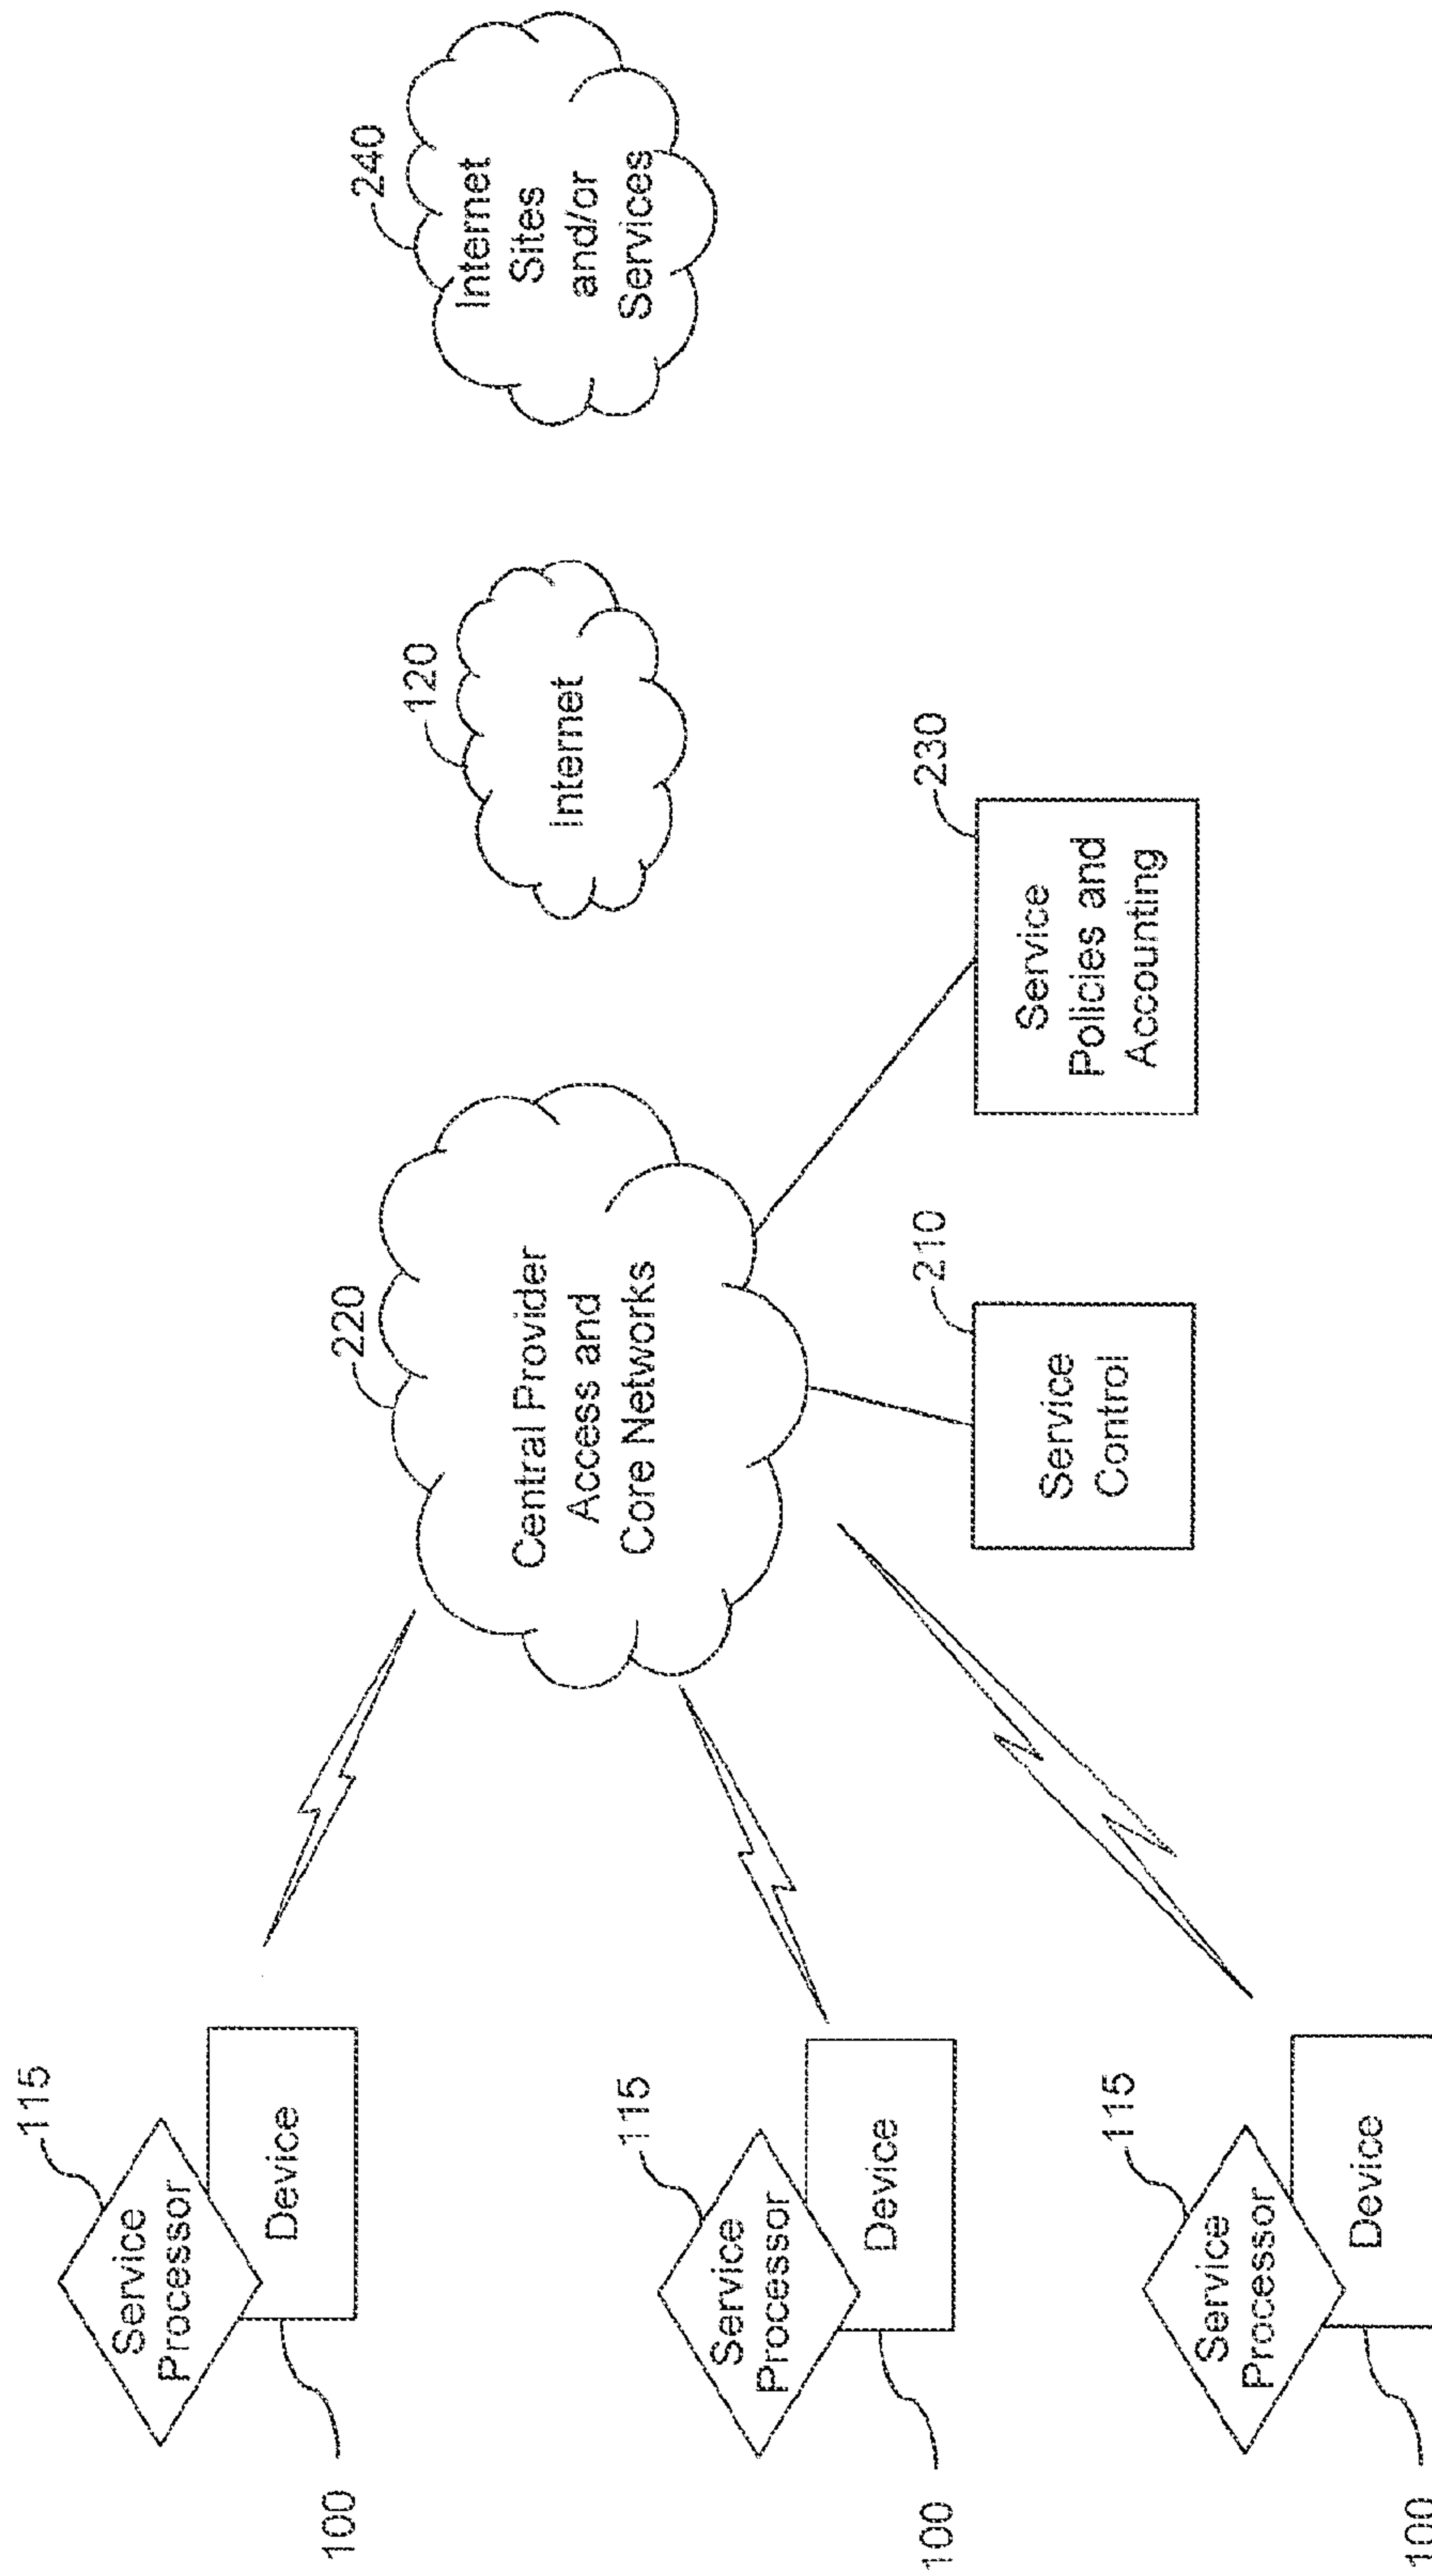 115
Service
Processor
Device
100
115
Service
Processor
Device
100
115
Service
Processor
Device
100
220
Central Provider
Access and
Core Networks
210
Service
Control
230
Service
Policies and
Accounting
120
Internet
240
Internet
Sites
and/or
Services